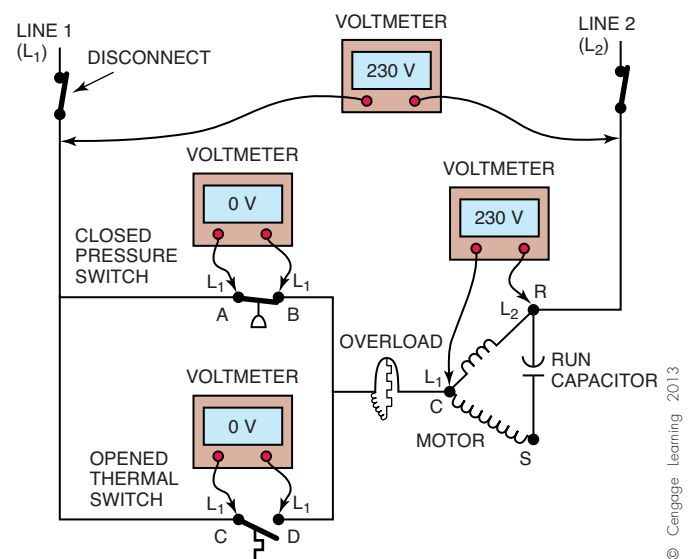 VOLTMETER
LINE 1
(L1)
DISCONNECT
230 V
LINE 2
(L2)
VOLTMETER
0 V
VOLTMETER
230 V
CLOSED
PRESSURE
SWITCH
L1
L1
A
B
R
L2
OVERLOAD
L1
C
RUN
CAPACITOR
MOTOR
S
VOLTMETER
0 V
OPENED
THERMAL
SWITCH
L1
L1
C
D
© Cengage Learning 2013